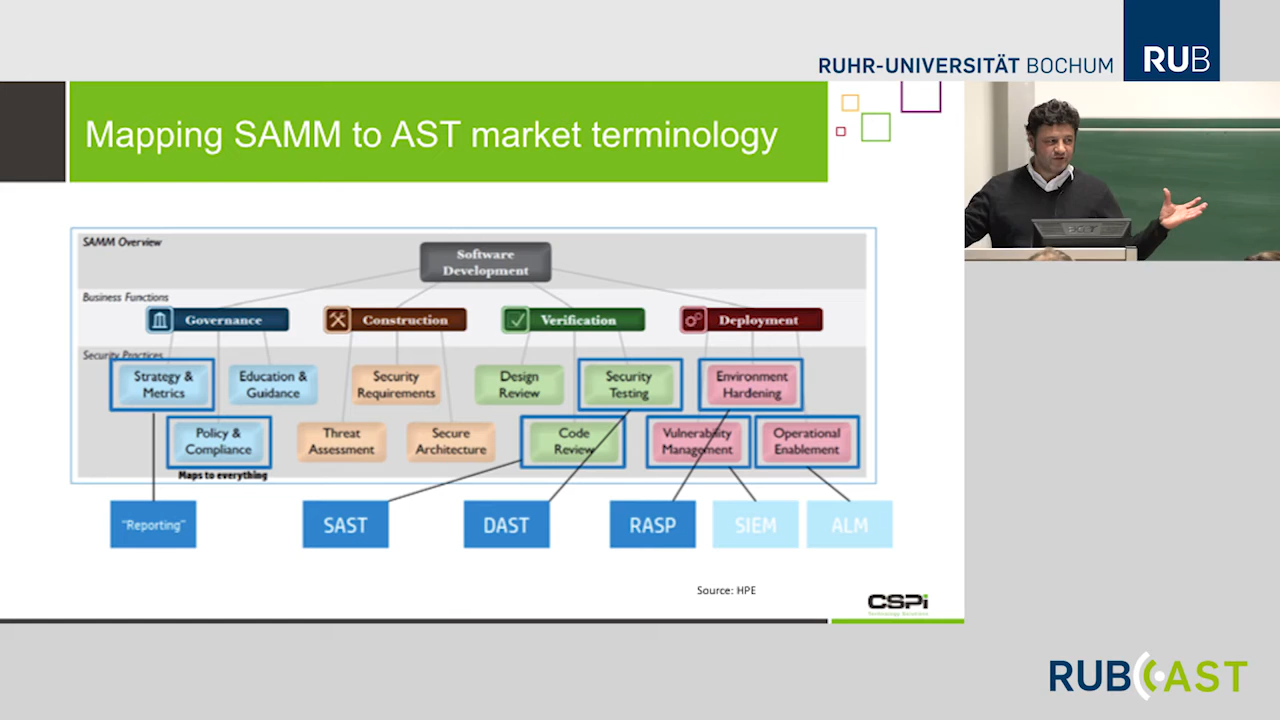 RUHR-UNIVERSITÄT BOCHUM
RUB
Mapping SAMM to AST market terminology
SAMM Overview
Software
Development
Business Functions
Governance
Construction
Verification
Deployment
Security Practices
Strategy &
Metrics
Education &
Guidance
Security
Requirements
Design
Review
Security
Testing
Environment
Hardening
Policy &
Compliance
Threat
Assessment
Secure
Architecture
Code
Review
Vulnerability
Management
Operational
Enablement
Maps to everything
"Reporting"
SAST
DAST
RASP
SIEM
ALM
Source: HPE
CSPi
RUBCAST